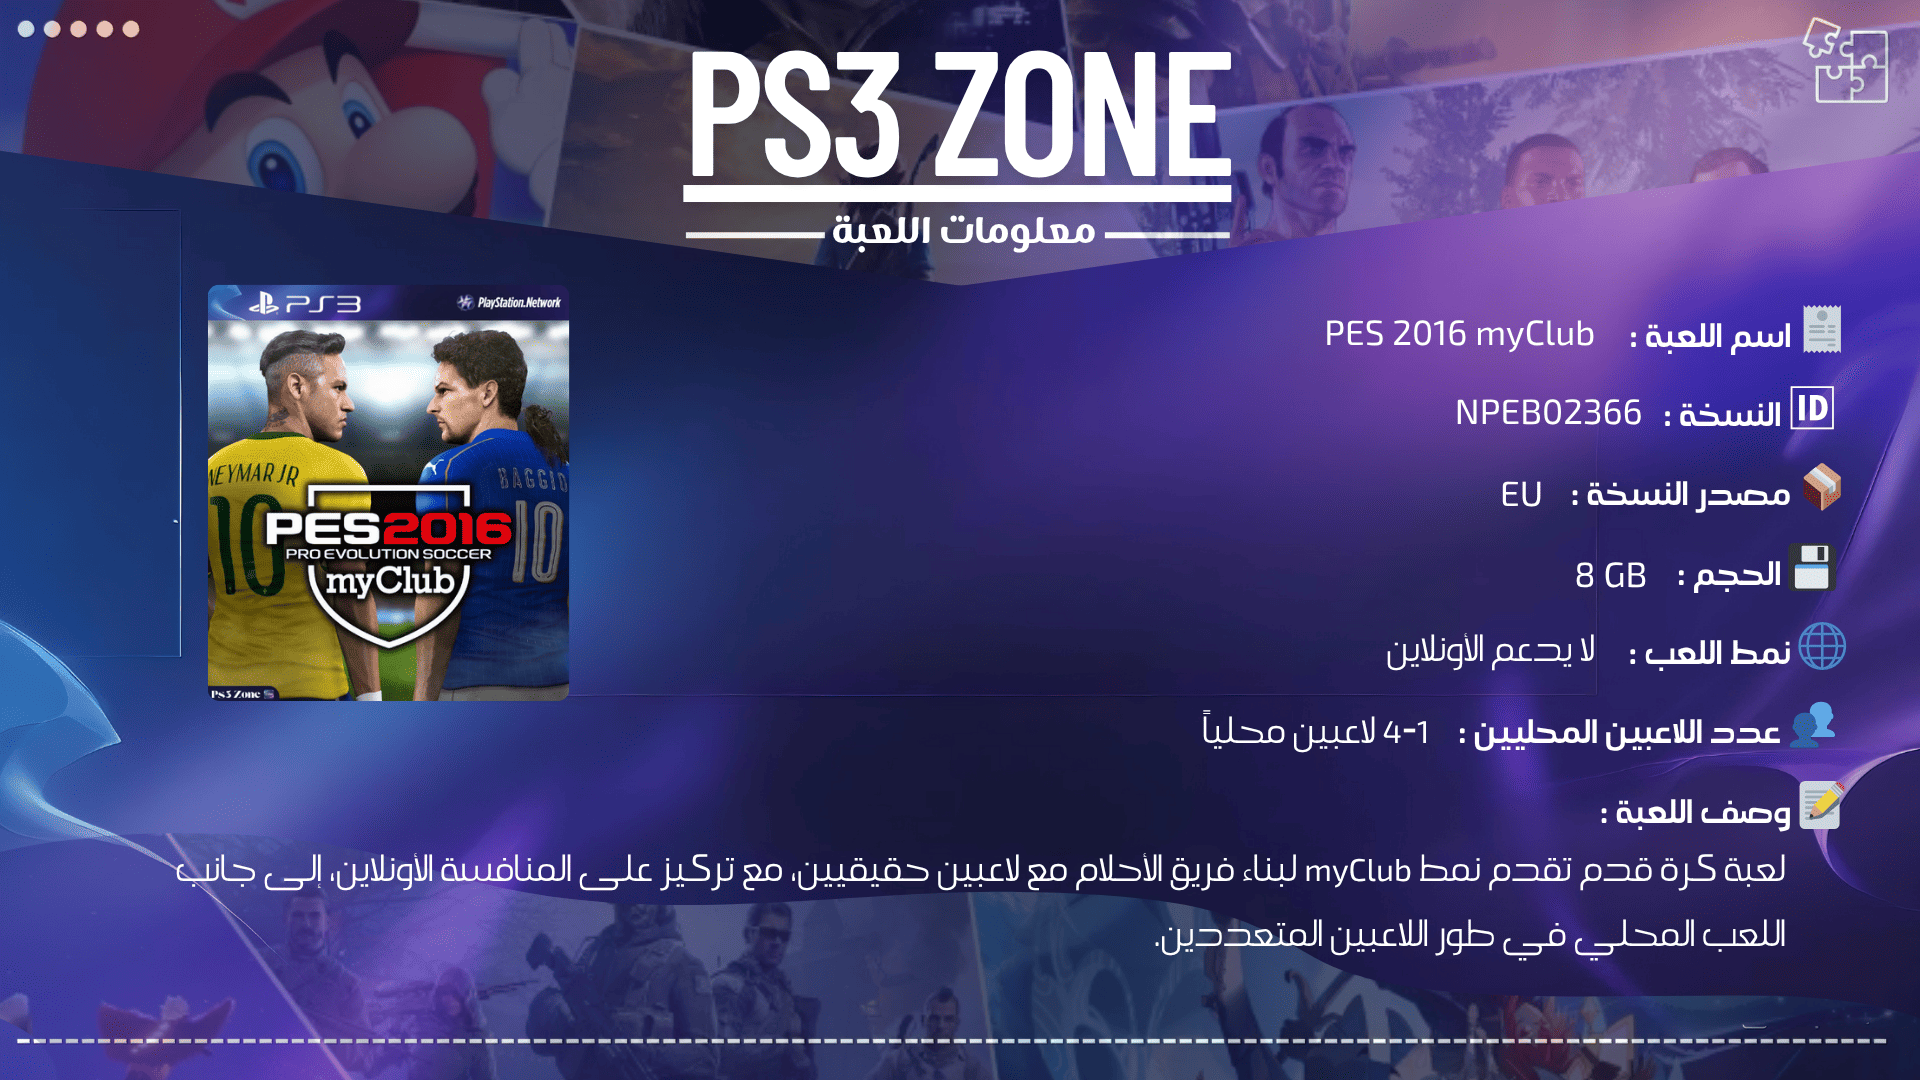 PS3 ZONE
معلومات اللعبة
PS3 PlayStation.Network
NEYMAR JR
BAGGIO
10
10
PES2016
PRO EVOLUTION SOCCER
myClub
Ps3 Zone
اسم اللعبة : PES 2016 myClub
ID النسخة : NPEB02366
مصدر النسخة : EU
الحجم : 8 GB
نمط اللعب : لا يدعم الأونلاين
عدد اللاعبين المحليين : 1-4 لاعبين محلياً
وصف اللعبة :
لعبة كرة قدم تقدم نمط myClub لبناء فريق الأحلام مع لاعبين حقيقيين، مع تركيز على المنافسة الأونلاين، إلى جانب
اللعب المحلي في طور اللاعبين المتعددين.